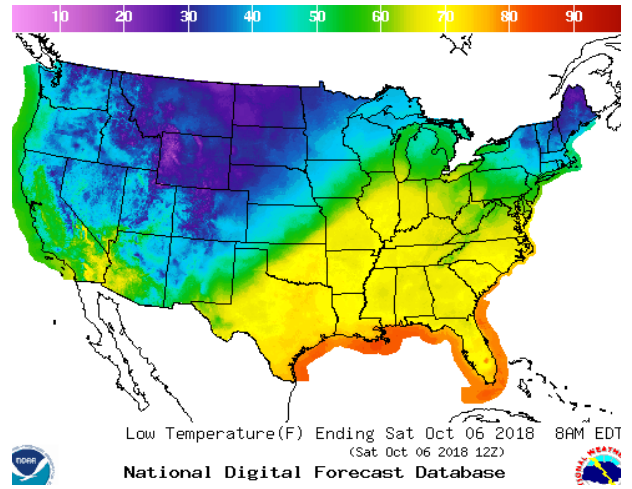 10 20 30 40 50 60 70 80 90
Low Temperature(F) Ending Sat Oct 06 2018 8AM EDT
(Sat Oct 06 2018 12Z)
National Digital Forecast Database
noaa